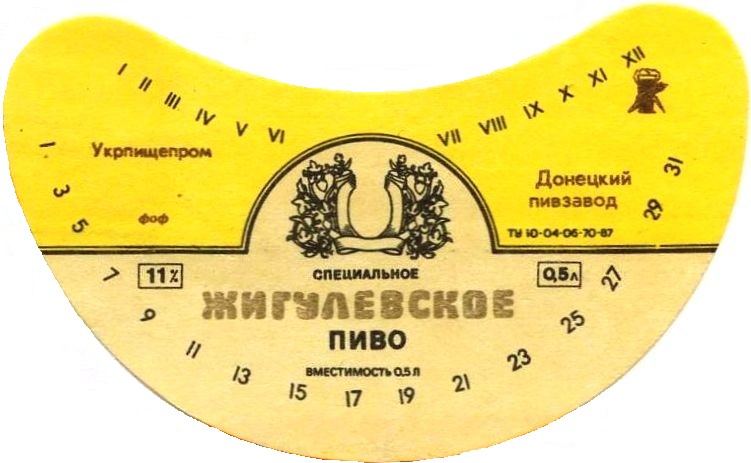 I II III IV V VI VII VIII IX X XI XII
Укрпищепром
фоф
Донецкий
пивзавод
ТУ 10-04-06-70-87
1 3 5 7 9 11 13 15 17 19 21 23 25 27 29 31
11%
0,5л
СПЕЦИАЛЬНОЕ
ЖИГУЛЕВСКОЕ
ПИВО
ВМЕСТИМОСТЬ 0,5 Л